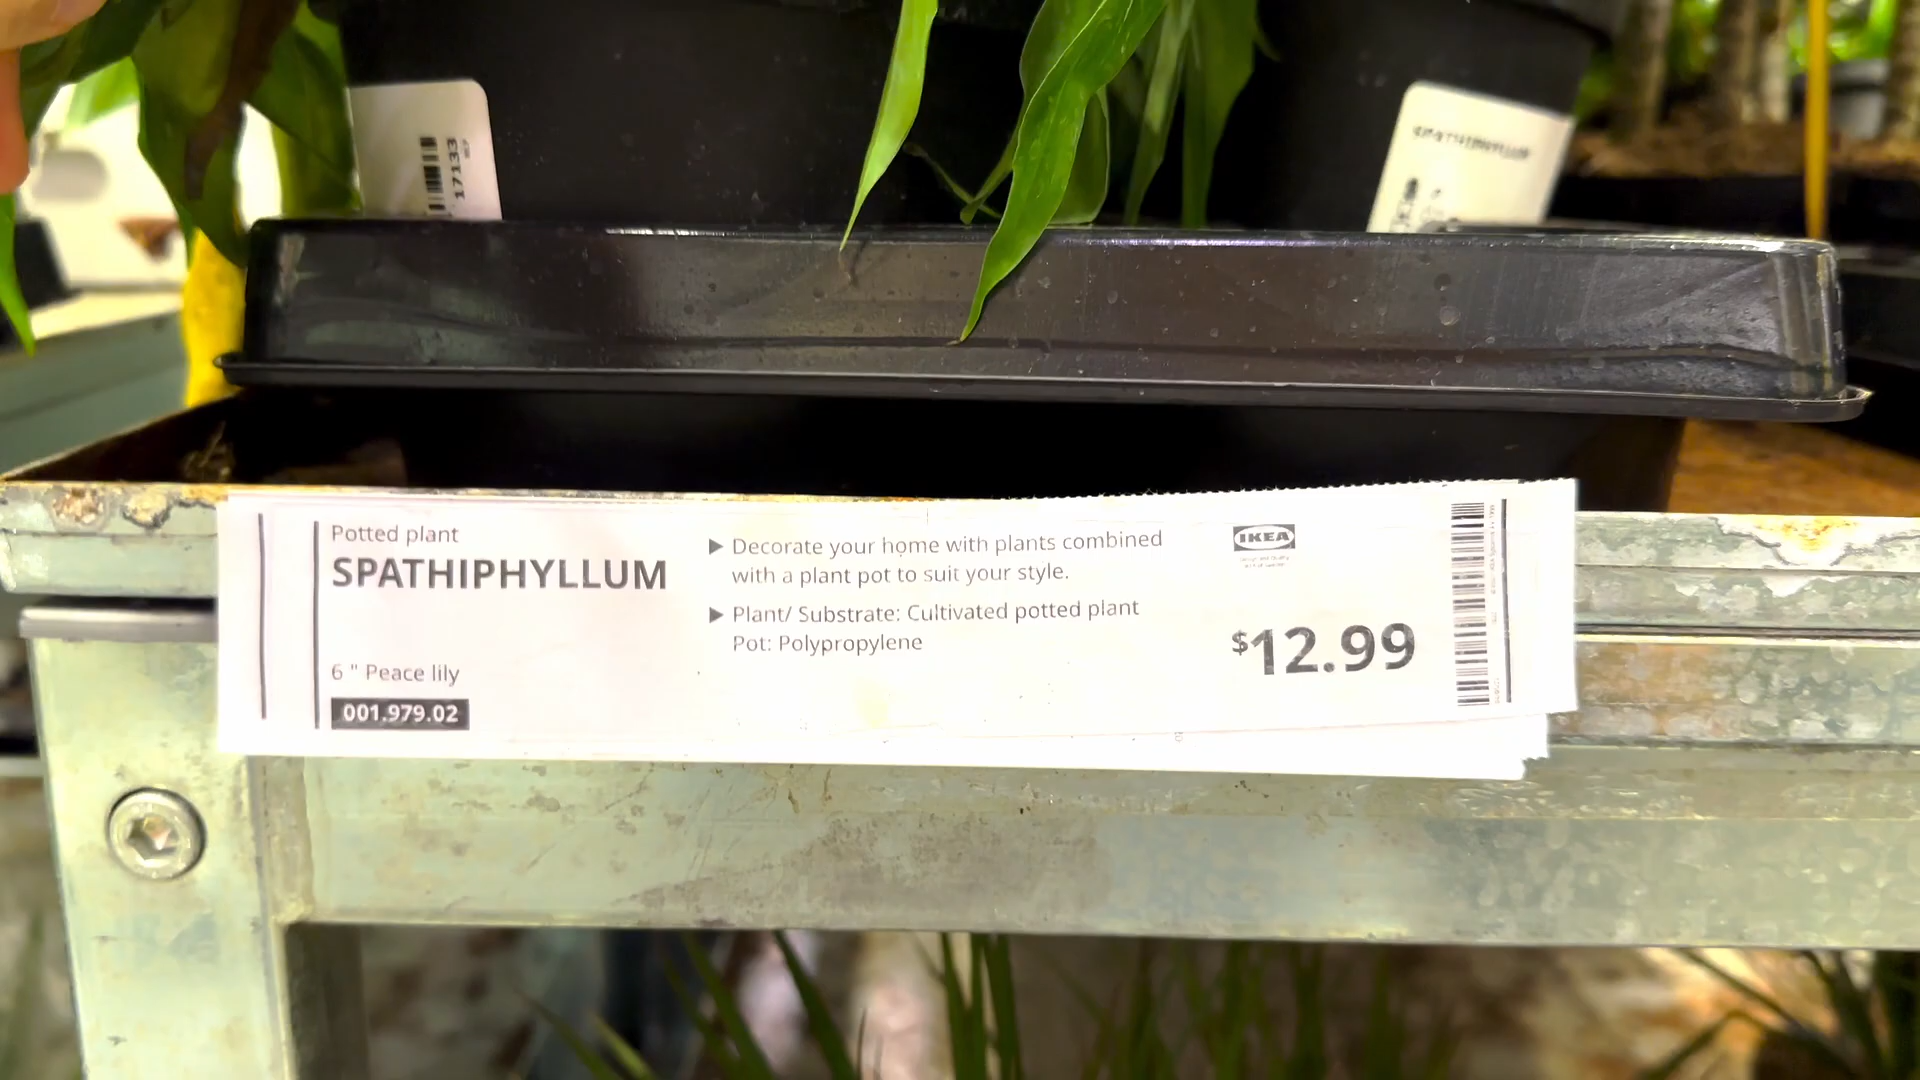 17133
SPATHIPHYLLUM
Potted plant
SPATHIPHYLLUM
6 " Peace lily
001.979.02
▶ Decorate your home with plants combined
with a plant pot to suit your style.
▶ Plant/ Substrate: Cultivated potted plant
Pot: Polypropylene
IKEA
$12.99